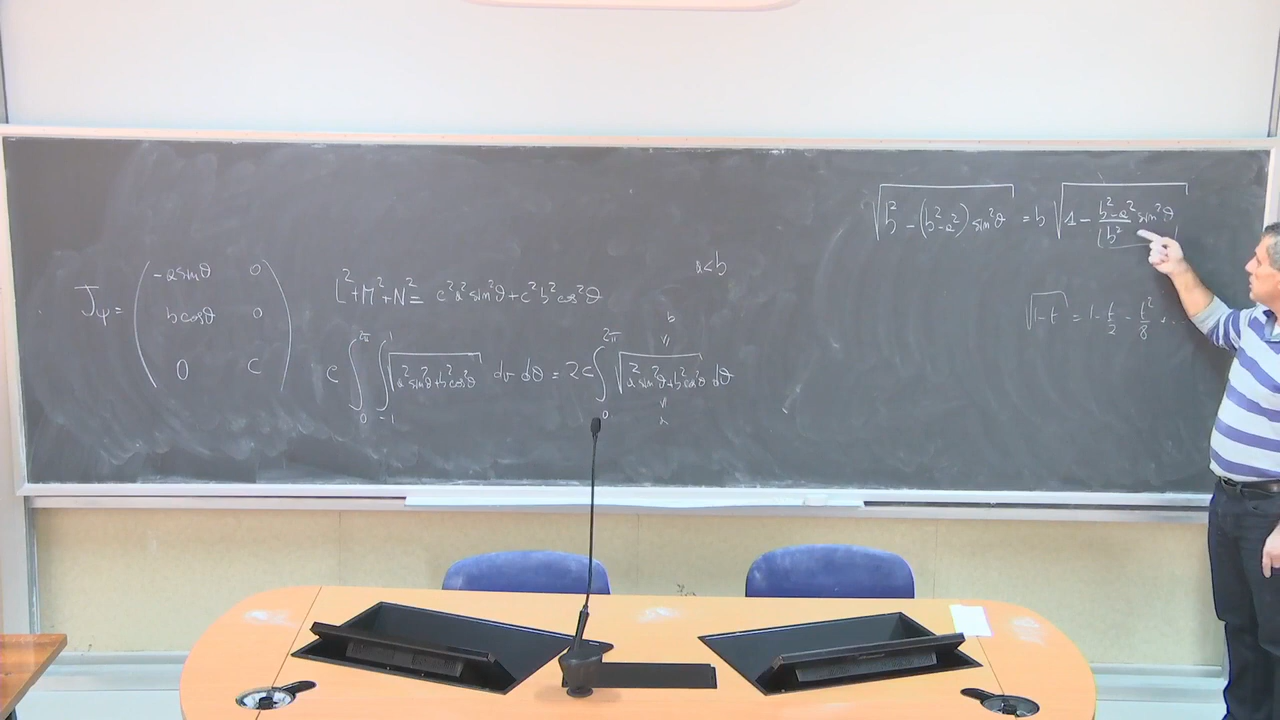 J_ψ = ( -a sinϑ 0
b cosϑ 0
0 c )
L² + M² + N² = c²a² sin²ϑ + c²b² cos²ϑ
a<b
c ∫₀^{2π} ∫₋₁^{1} √(a² sin²ϑ + b² cos²ϑ) dv dϑ = 2c ∫₀^{2π} √(a² sin²ϑ + b² cos²ϑ) dϑ
√(b² - (b²-a²) sin²ϑ) = b √(1 - (b²-a²)/b² sin²ϑ)
√(1-t) = 1 - t/2 - t²/8 ...